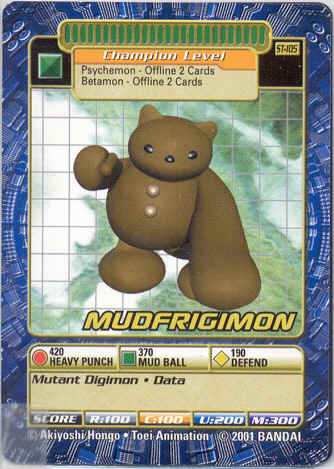 Champion Level
ST-105
Psychemon - Offline 2 Cards
Betamon - Offline 2 Cards
MUDFRIGIMON
420 HEAVY PUNCH 370 MUD BALL 190 DEFEND
Mutant Digimon • Data
SCORE R:100 C:100 U:200 M:300
©Akiyoshi Hongo • Toei Animation © 2001 BANDAI